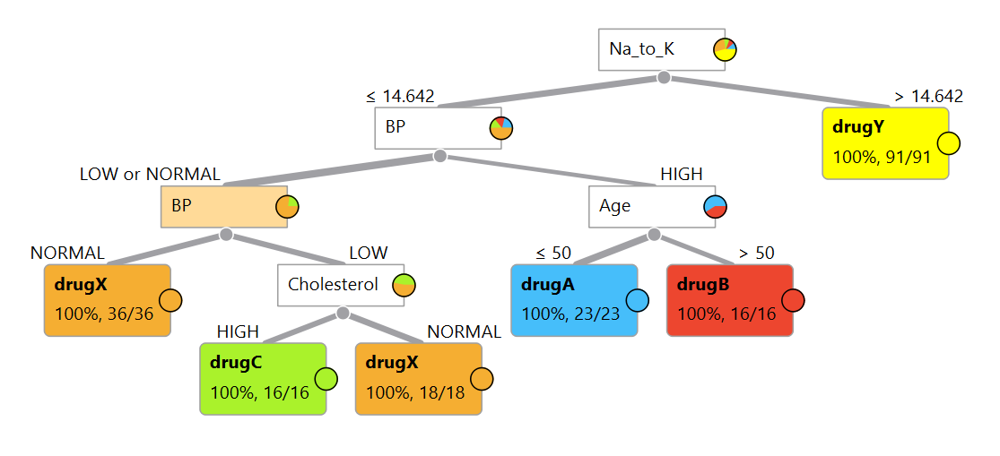 Na_to_K
≤ 14.642
> 14.642
BP
drugY
100%, 91/91
LOW or NORMAL
HIGH
BP
Age
NORMAL
LOW
≤ 50
> 50
drugX
100%, 36/36
Cholesterol
drugA
100%, 23/23
drugB
100%, 16/16
HIGH
NORMAL
drugC
100%, 16/16
drugX
100%, 18/18